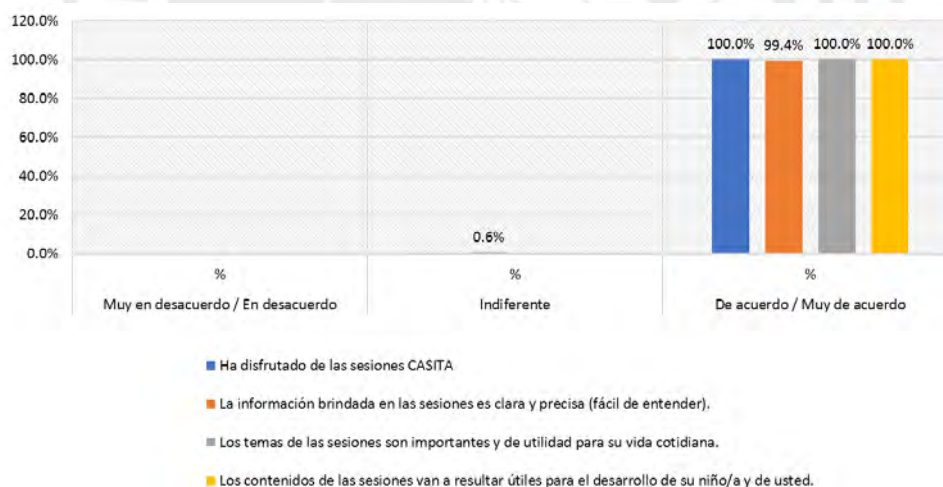 120.0%
100.0%
80.0%
60.0%
40.0%
20.0%
0.0%
0.6%
100.0% 99.4% 100.0% 100.0%
% % %
Muy en desacuerdo / En desacuerdo Indiferente De acuerdo / Muy de acuerdo
Ha disfrutado de las sesiones CASITA
La información brindada en las sesiones es clara y precisa (fácil de entender).
Los temas de las sesiones son importantes y de utilidad para su vida cotidiana.
Los contenidos de las sesiones van a resultar útiles para el desarrollo de su niño/a y de usted.